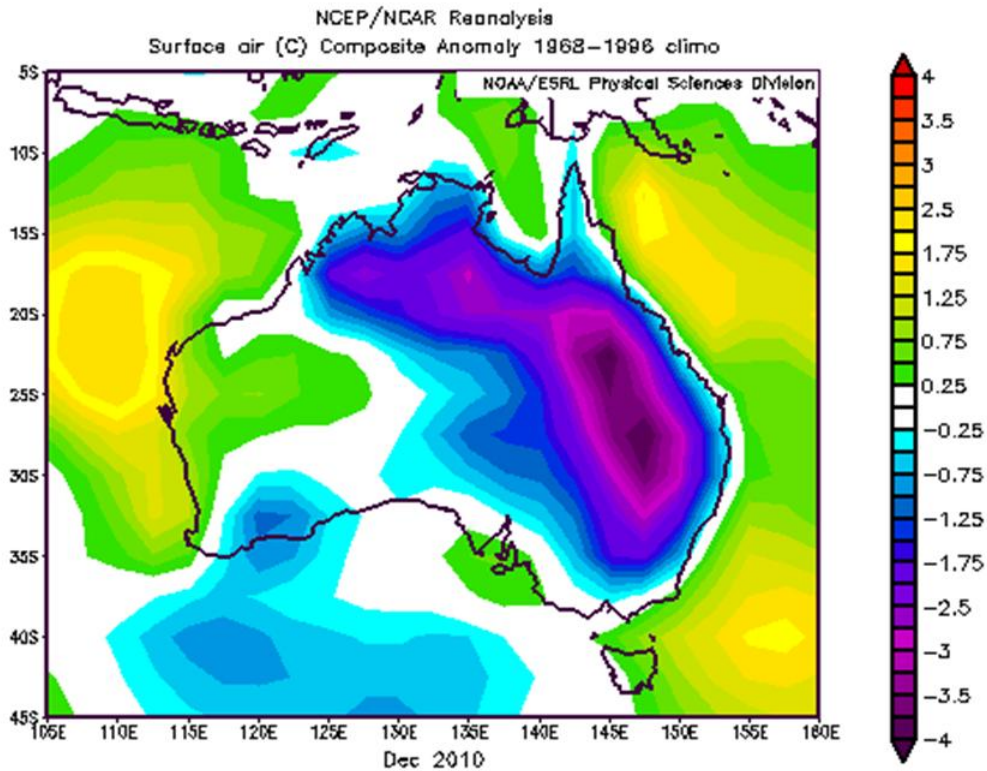 NCEP/NCAR Reanalysis
Surface air (C) Composite Anomaly 1968-1996 climo
NOAA/ESRL Physical Sciences Division
5S
10S
15S
20S
25S
30S
35S
40S
45S
105E 110E 115E 120E 125E 130E 135E 140E 145E 150E 155E 160E
Dec 2010
4
3.5
3
2.5
1.75
1.25
0.75
0.25
-0.25
-0.75
-1.25
-1.75
-2.5
-3
-3.5
-4